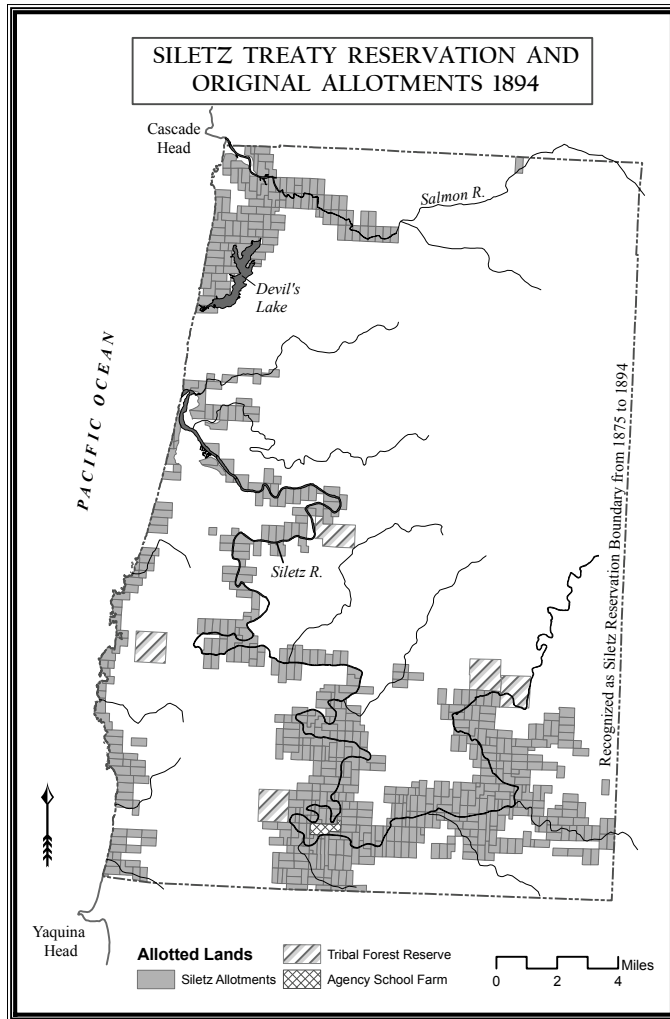 SILETZ TREATY RESERVATION AND
ORIGINAL ALLOTMENTS 1894
Cascade
Head
Salmon R.
Devil's
Lake
PACIFIC OCEAN
Siletz R.
Recognized as Siletz Reservation Boundary from 1875 to 1894
Yaquina
Head
Allotted Lands
Siletz Allotments
Tribal Forest Reserve
Agency School Farm
Miles
0 2 4